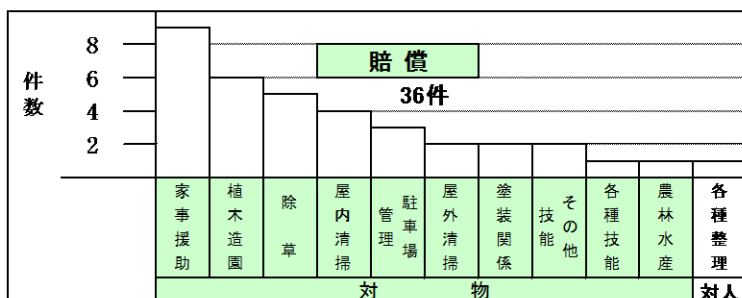 件数
8
6
4
2
賠償
36件
家事援助
植木造園
除草
屋内清掃
駐車場管理
屋外清掃
塗装関係
その他技能
各種技能
農林水産
各種整理
対物
対人